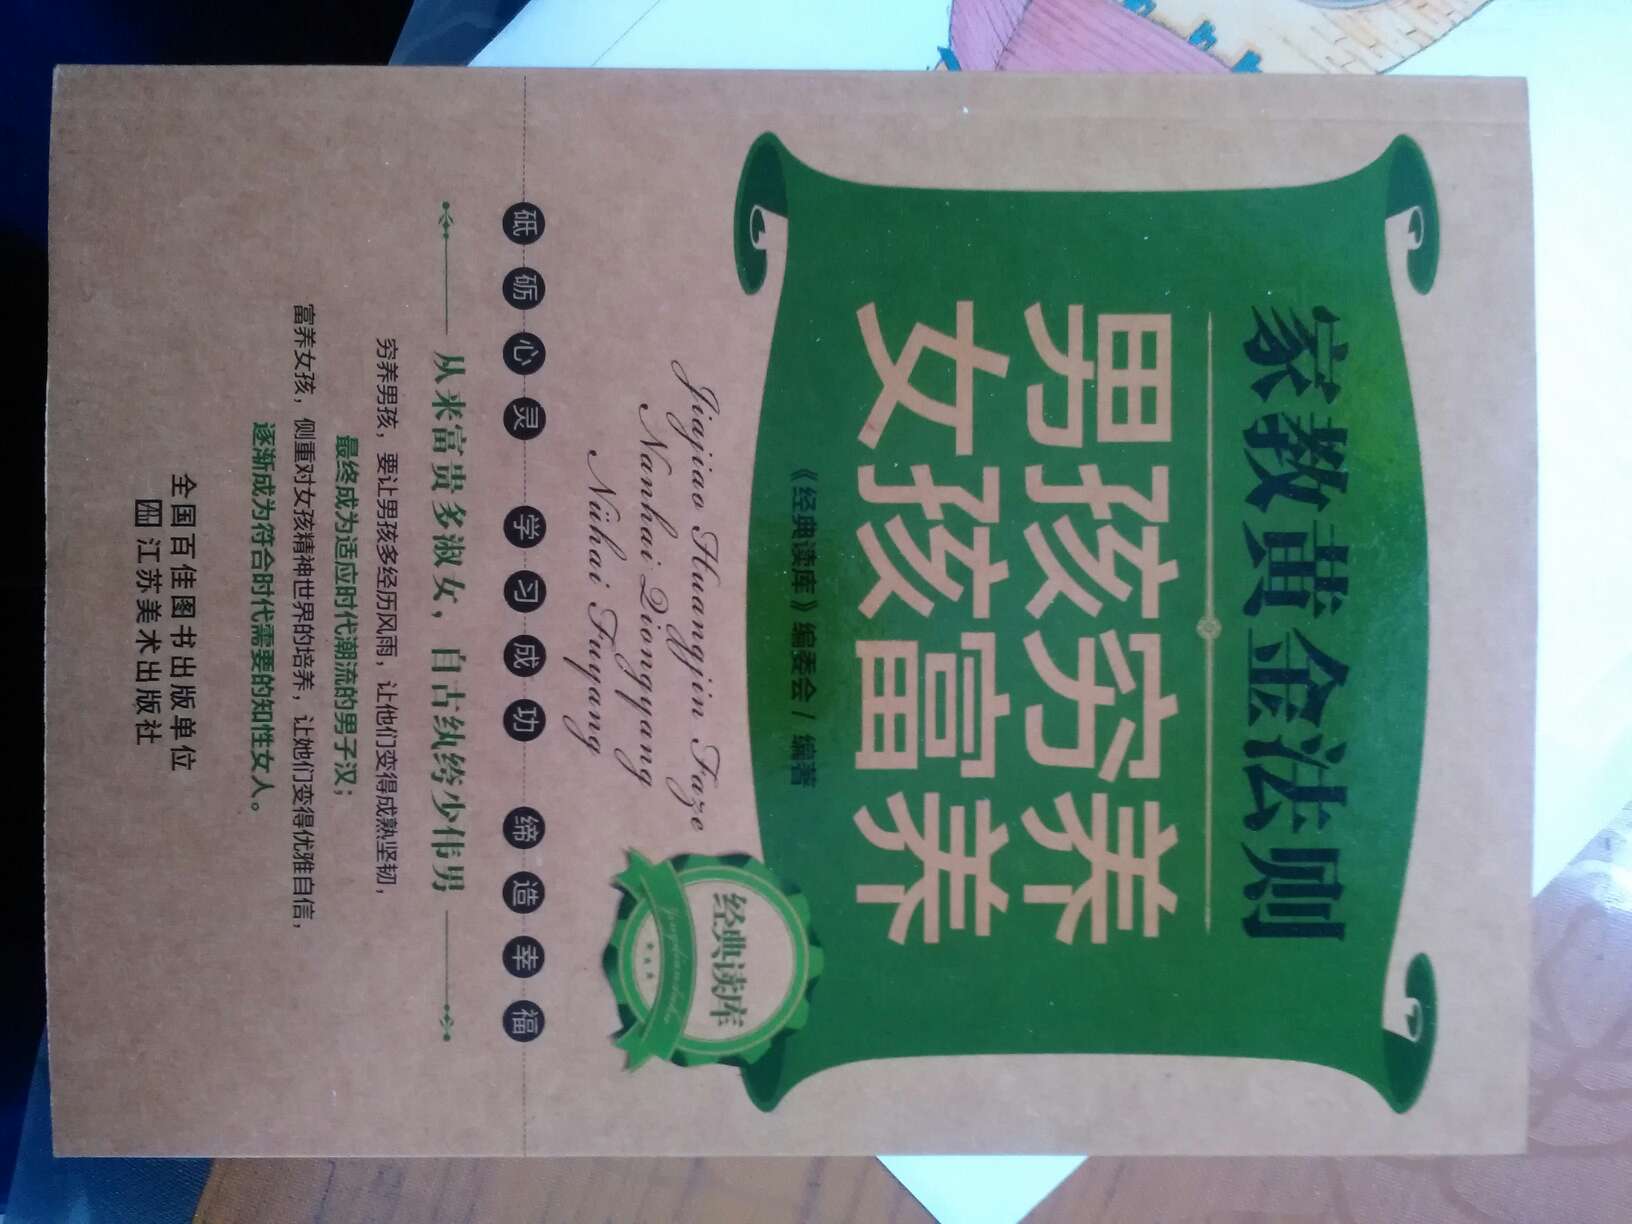 家教黄金法则
男孩穷养
女孩富养
《经典读库》编委会 / 编著
经典读库
Jiajiao Huangjin Faze
Nanhai Qiongyang
Nühai Fuyang
砥砺心灵 学习成功 缔造幸福
从来富贵多淑女，自古纨绔少伟男
穷养男孩，要让男孩多经历风雨，让他们变得成熟坚韧，
最终成为适应时代潮流的男子汉；
富养女孩，侧重对女孩精神世界的培养，让她们变得优雅自信，
逐渐成为符合时代需要的知性女人。
全国百佳图书出版单位
江苏美术出版社